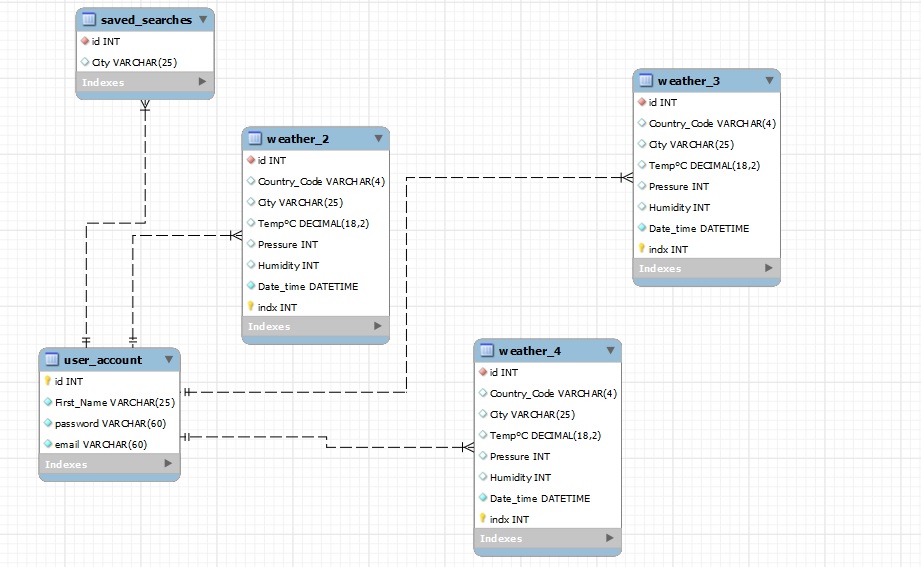 saved_searches
id INT
City VARCHAR(25)
Indexes
weather_2
id INT
Country_Code VARCHAR(4)
City VARCHAR(25)
Temp°C DECIMAL(18,2)
Pressure INT
Humidity INT
Date_time DATETIME
indx INT
Indexes
weather_3
id INT
Country_Code VARCHAR(4)
City VARCHAR(25)
Temp°C DECIMAL(18,2)
Pressure INT
Humidity INT
Date_time DATETIME
indx INT
Indexes
user_account
id INT
First_Name VARCHAR(25)
password VARCHAR(60)
email VARCHAR(60)
Indexes
weather_4
id INT
Country_Code VARCHAR(4)
City VARCHAR(25)
Temp°C DECIMAL(18,2)
Pressure INT
Humidity INT
Date_time DATETIME
indx INT
Indexes